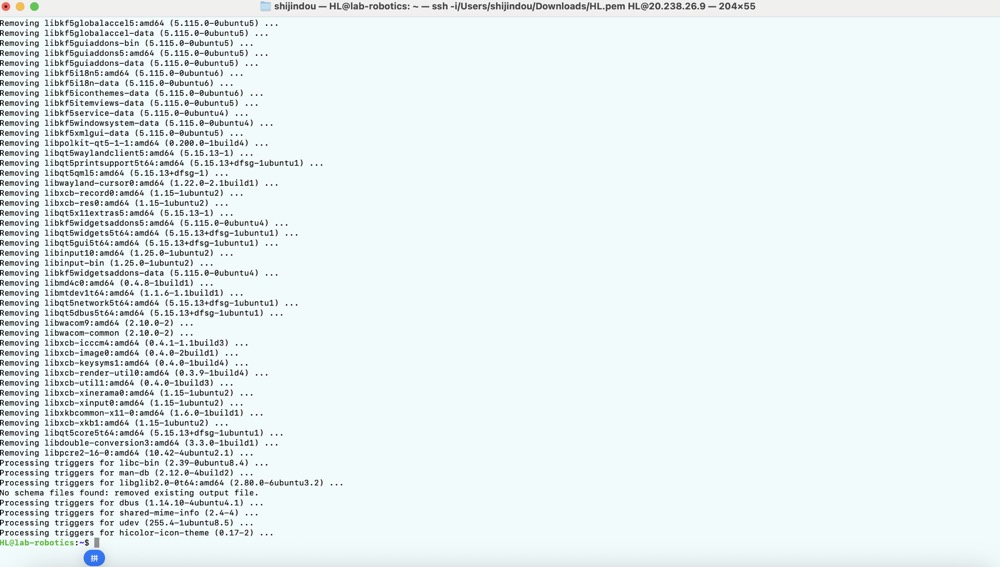 shijindou — HL@lab-robotics: ~ — ssh -i/Users/shijindou/Downloads/HL.pem HL@20.238.26.9 — 204×55
Removing libkf5globalaccel5:amd64 (5.115.0-0ubuntu5) ...
Removing libkf5globalaccel-data (5.115.0-0ubuntu5) ...
Removing libkf5guiaddons-bin (5.115.0-0ubuntu5) ...
Removing libkf5guiaddons5:amd64 (5.115.0-0ubuntu5) ...
Removing libkf5guiaddons-data (5.115.0-0ubuntu5) ...
Removing libkf5i18n5:amd64 (5.115.0-0ubuntu6) ...
Removing libkf5i18n-data (5.115.0-0ubuntu6) ...
Removing libkf5iconthemes-data (5.115.0-0ubuntu6) ...
Removing libkf5itemviews-data (5.115.0-0ubuntu5) ...
Removing libkf5service-data (5.115.0-0ubuntu4) ...
Removing libkf5windowsystem-data (5.115.0-0ubuntu4) ...
Removing libkf5xmlgui-data (5.115.0-0ubuntu5) ...
Removing libpolkit-qt5-1-1:amd64 (0.200.0-1build4) ...
Removing libqt5waylandclient5:amd64 (5.15.13-1) ...
Removing libqt5printsupport5t64:amd64 (5.15.13+dfsg-1ubuntu1) ...
Removing libqt5qml5:amd64 (5.15.13+dfsg-1) ...
Removing libwayland-cursor0:amd64 (1.22.0-2.1build1) ...
Removing libxcb-record0:amd64 (1.15-1ubuntu2) ...
Removing libxcb-res0:amd64 (1.15-1ubuntu2) ...
Removing libqt5x11extras5:amd64 (5.15.13-1) ...
Removing libkf5widgetsaddons5:amd64 (5.115.0-0ubuntu4) ...
Removing libqt5widgets5t64:amd64 (5.15.13+dfsg-1ubuntu1) ...
Removing libqt5gui5t64:amd64 (5.15.13+dfsg-1ubuntu1) ...
Removing libinput10:amd64 (1.25.0-1ubuntu2) ...
Removing libinput-bin (1.25.0-1ubuntu2) ...
Removing libkf5widgetsaddons-data (5.115.0-0ubuntu4) ...
Removing libmd4c0:amd64 (0.4.8-1build1) ...
Removing libmtdev1t64:amd64 (1.1.6-1.1build1) ...
Removing libqt5network5t64:amd64 (5.15.13+dfsg-1ubuntu1) ...
Removing libqt5dbus5t64:amd64 (5.15.13+dfsg-1ubuntu1) ...
Removing libwacom9:amd64 (2.10.0-2) ...
Removing libwacom-common (2.10.0-2) ...
Removing libxcb-icccm4:amd64 (0.4.1-1.1build3) ...
Removing libxcb-image0:amd64 (0.4.0-2build1) ...
Removing libxcb-keysyms1:amd64 (0.4.0-1build4) ...
Removing libxcb-render-util0:amd64 (0.3.9-1build4) ...
Removing libxcb-util1:amd64 (0.4.0-1build3) ...
Removing libxcb-xinerama0:amd64 (1.15-1ubuntu2) ...
Removing libxcb-xinput0:amd64 (1.15-1ubuntu2) ...
Removing libxkbcommon-x11-0:amd64 (1.6.0-1build1) ...
Removing libxcb-xkb1:amd64 (1.15-1ubuntu2) ...
Removing libqt5core5t64:amd64 (5.15.13+dfsg-1ubuntu1) ...
Removing libdouble-conversion3:amd64 (3.3.0-1build1) ...
Removing libpcre2-16-0:amd64 (10.42-4ubuntu2.1) ...
Processing triggers for libc-bin (2.39-0ubuntu8.4) ...
Processing triggers for man-db (2.12.0-4build2) ...
Processing triggers for libglib2.0-0t64:amd64 (2.80.0-6ubuntu3.2) ...
No schema files found: removed existing output file.
Processing triggers for dbus (1.14.10-4ubuntu4.1) ...
Processing triggers for shared-mime-info (2.4-4) ...
Processing triggers for udev (255.4-1ubuntu8.5) ...
Processing triggers for hicolor-icon-theme (0.17-2) ...
HL@lab-robotics:~$
拼